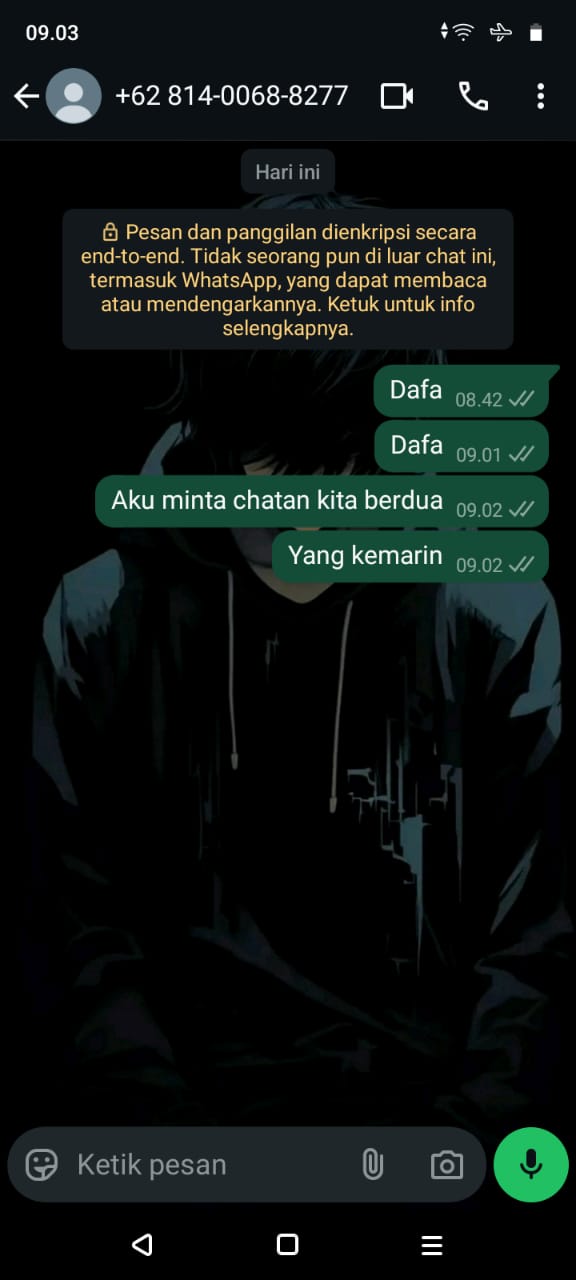 09.03
+62 814-0068-8277
Hari ini
Pesan dan panggilan dienkripsi secara
end-to-end. Tidak seorang pun di luar chat ini,
termasuk WhatsApp, yang dapat membaca
atau mendengarkannya. Ketuk untuk info
selengkapnya.
Dafa 08.42
Dafa 09.01
Aku minta chatan kita berdua 09.02
Yang kemarin 09.02
Ketik pesan